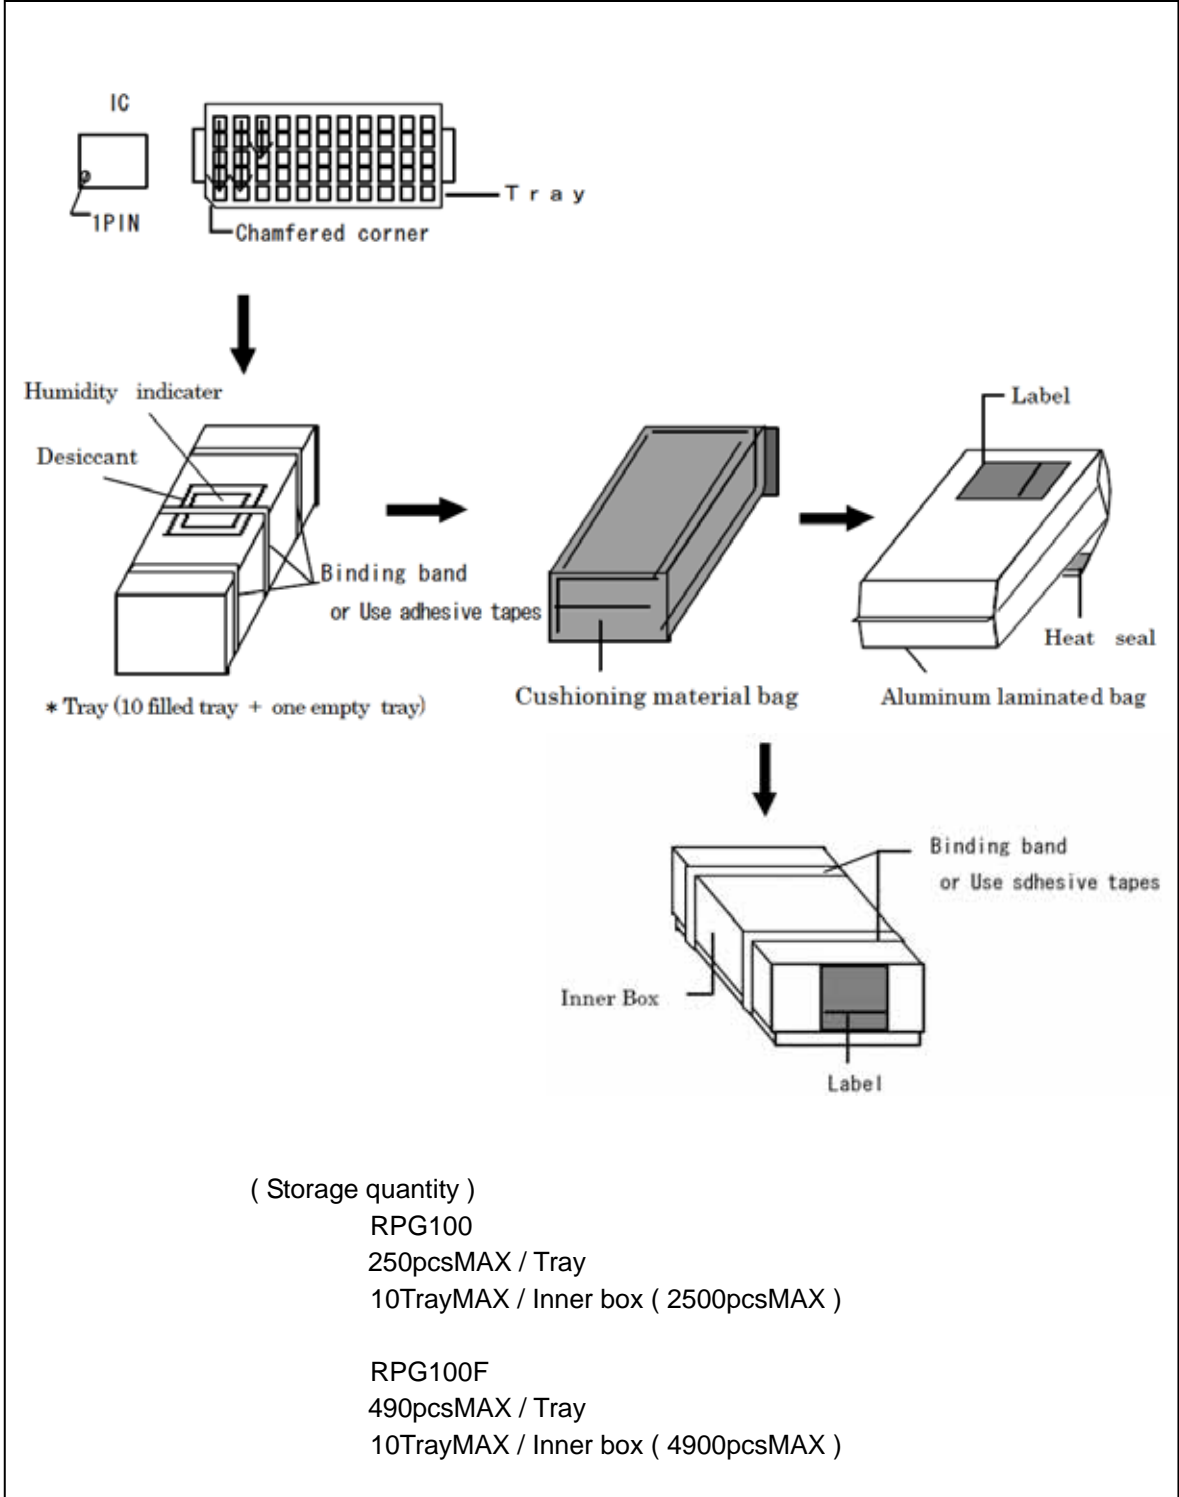 IC
1PIN
Tray
Chamfered corner
Humidity indicater
Desiccant
Binding band
or Use adhesive tapes
* Tray (10 filled tray + one empty tray)
Cushioning material bag
Label
Heat seal
Aluminum laminated bag
Binding band
or Use sdhesive tapes
Inner Box
Label
( Storage quantity )
RPG100
250pcsMAX / Tray
10TrayMAX / Inner box ( 2500pcsMAX )
RPG100F
490pcsMAX / Tray
10TrayMAX / Inner box ( 4900pcsMAX )